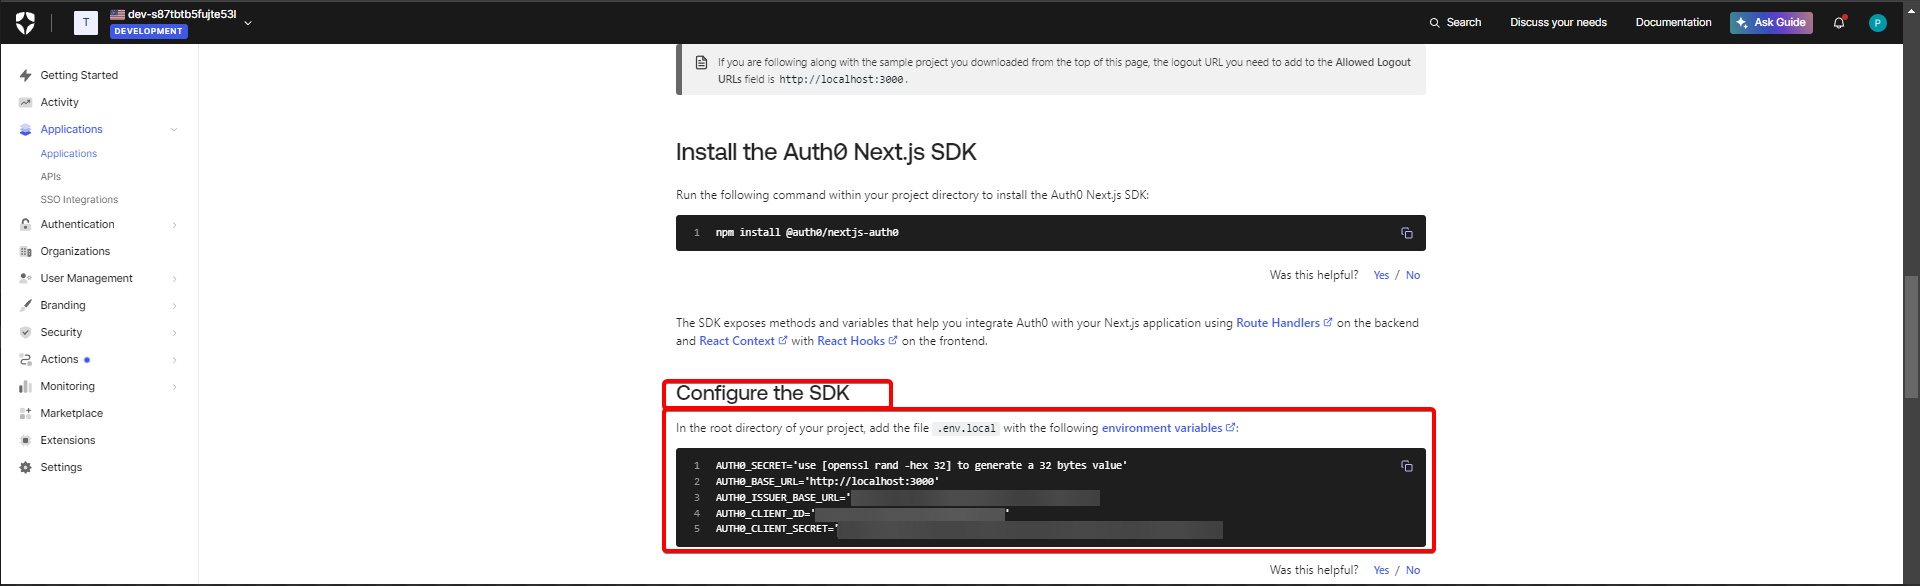 T
dev-s87tbtb5fujte53l
DEVELOPMENT
Search
Discuss your needs
Documentation
Ask Guide
P
Getting Started
Activity
Applications
Applications
APIs
SSO Integrations
Authentication
Organizations
User Management
Branding
Security
Actions
Monitoring
Marketplace
Extensions
Settings
If you are following along with the sample project you downloaded from the top of this page, the logout URL you need to add to the Allowed Logout
URLs field is http://localhost:3000.
Install the Auth0 Next.js SDK
Run the following command within your project directory to install the Auth0 Next.js SDK:
1 npm install @auth0/nextjs-auth0
Was this helpful? Yes / No
The SDK exposes methods and variables that help you integrate Auth0 with your Next.js application using Route Handlers on the backend
and React Context with React Hooks on the frontend.
Configure the SDK
In the root directory of your project, add the file .env.local with the following environment variables:
1 AUTH0_SECRET='use [openssl rand -hex 32] to generate a 32 bytes value'
2 AUTH0_BASE_URL='http://localhost:3000'
3 AUTH0_ISSUER_BASE_URL='
4 AUTH0_CLIENT_ID=' '
5 AUTH0_CLIENT_SECRET='
Was this helpful? Yes / No